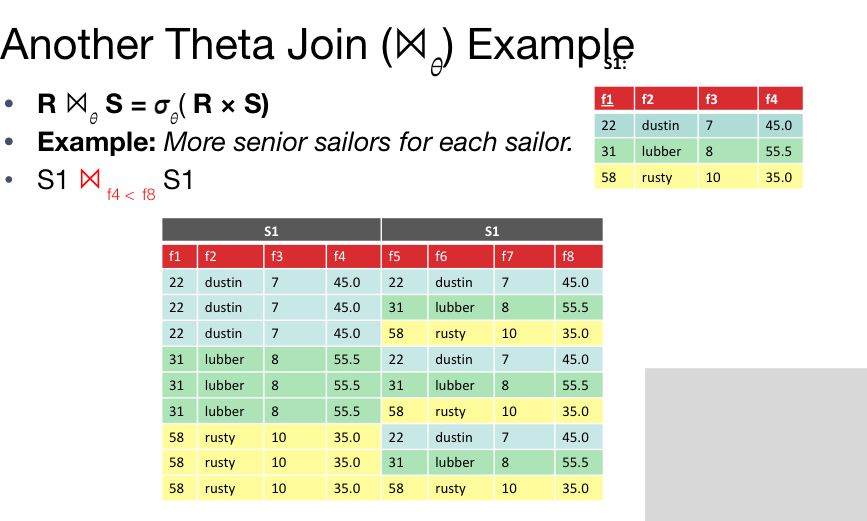 Another Theta Join (⋈θ) Example
S1:
• R ⋈θ S = σθ( R × S)
• Example: More senior sailors for each sailor.
• S1 ⋈ f4 < f8 S1
f1 f2 f3 f4
22 dustin 7 45.0
31 lubber 8 55.5
58 rusty 10 35.0
S1 S1
f1 f2 f3 f4 f5 f6 f7 f8
22 dustin 7 45.0 22 dustin 7 45.0
22 dustin 7 45.0 31 lubber 8 55.5
22 dustin 7 45.0 58 rusty 10 35.0
31 lubber 8 55.5 22 dustin 7 45.0
31 lubber 8 55.5 31 lubber 8 55.5
31 lubber 8 55.5 58 rusty 10 35.0
58 rusty 10 35.0 22 dustin 7 45.0
58 rusty 10 35.0 31 lubber 8 55.5
58 rusty 10 35.0 58 rusty 10 35.0